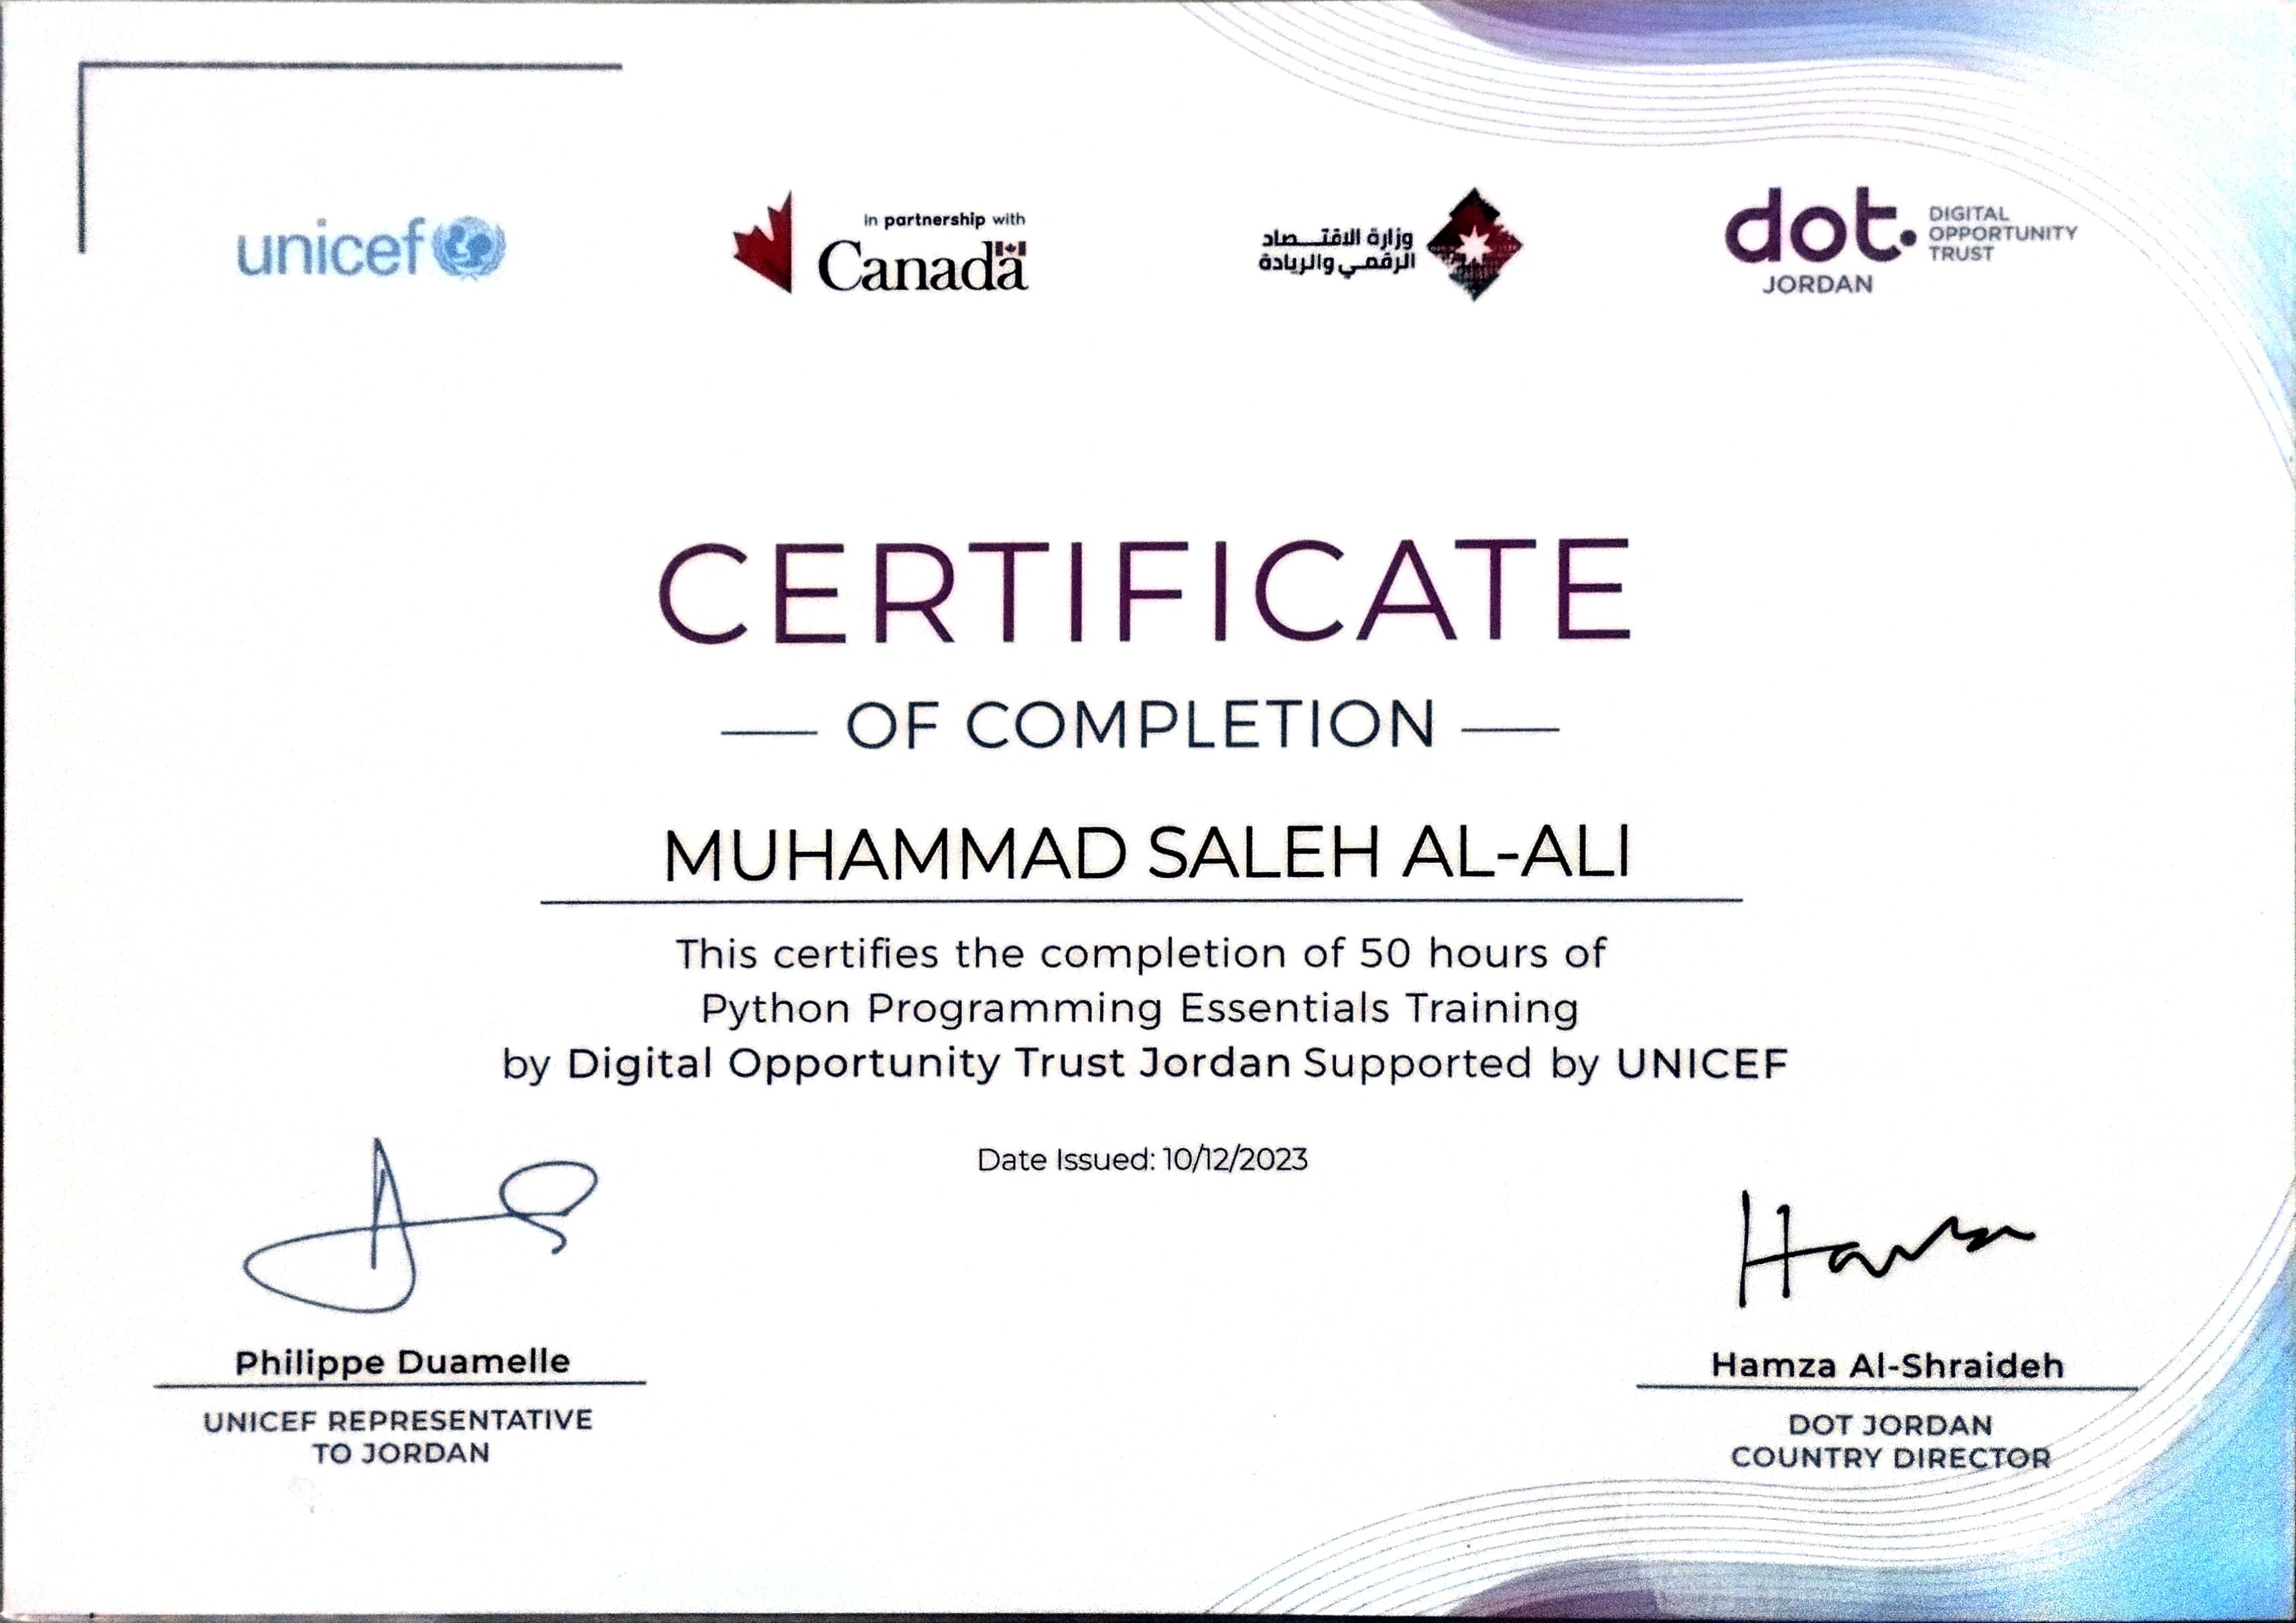 unicef
In partnership with
Canada
وزارة الاقتـــصاد
الرقمي والريادة
dot.
DIGITAL
OPPORTUNITY
TRUST
JORDAN
CERTIFICATE
OF COMPLETION
MUHAMMAD SALEH AL-ALI
This certifies the completion of 50 hours of
Python Programming Essentials Training
by Digital Opportunity Trust Jordan Supported by UNICEF
Date Issued: 10/12/2023
Hamza
Philippe Duamelle
UNICEF REPRESENTATIVE
TO JORDAN
Hamza Al-Shraideh
DOT JORDAN
COUNTRY DIRECTOR